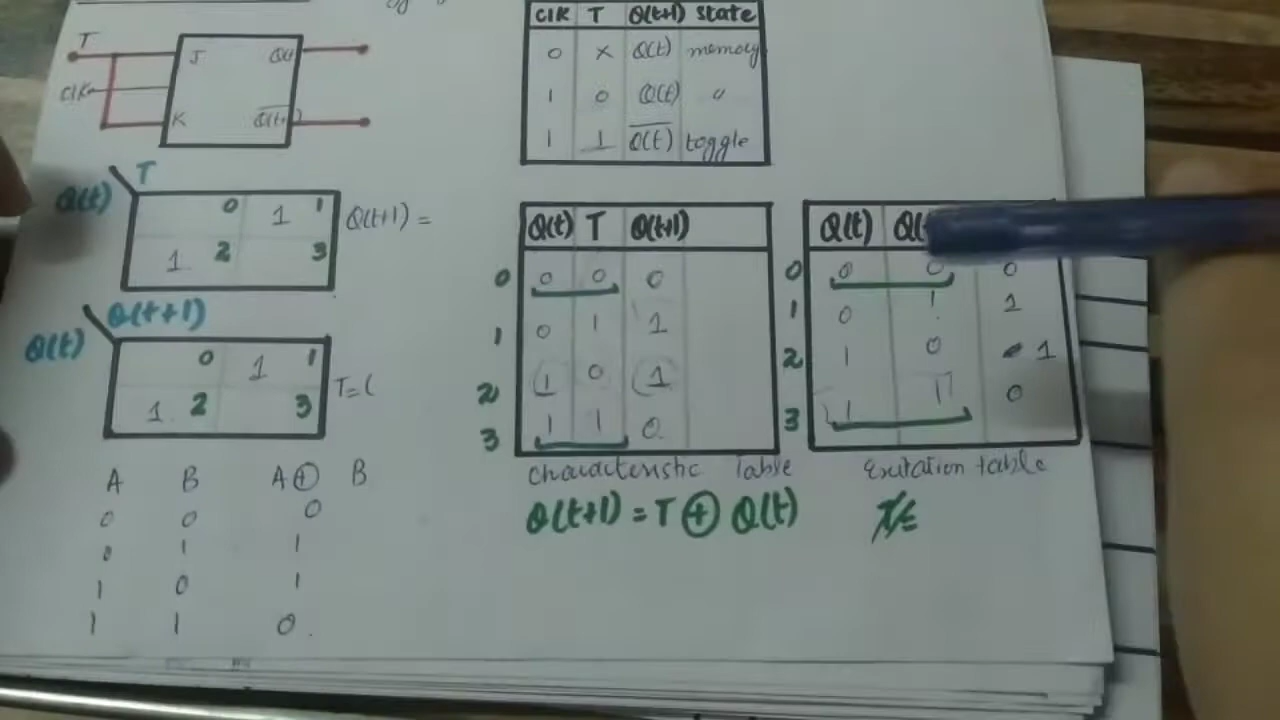 T
J Q(t)
CLK
K
CLK T Q(t+1) State
0 x Q(t) memory
1 0 Q(t) "
1 1 Q̅(t) toggle
T
Q(t)
0 1 1
1 2 3
Q(t+1) =
Q(t+1)
Q(t)
0 1 1
1 2 3
T= (
Q(t) T Q(t+1)
0 0 0 0
1 0 1 1
2 1 0 1
3 1 1 0
characteristic Table
Q(t+1) = T ⊕ Q(t)
Q(t)
0 0 0 0
1 0 1 1
2 1 0 1
3 1 1 0
Exitation table
A B A ⊕ B
0 0 0
0 1 1
1 0 1
1 1 0